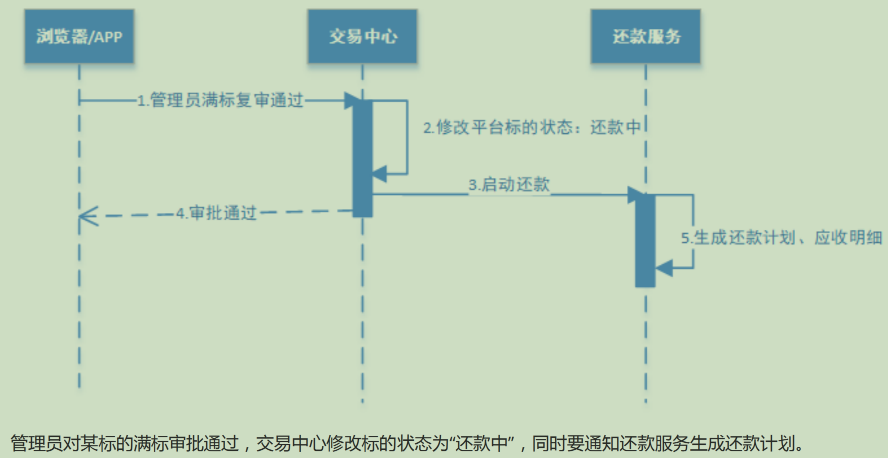 浏览器/APP
交易中心
还款服务
1.管理员满标复审通过
2.修改平台标的状态：还款中
3.启动还款
4.审批通过
5.生成还款计划、应收明细
管理员对某标的满标审批通过，交易中心修改标的状态为“还款中”，同时要通知还款服务生成还款计划。